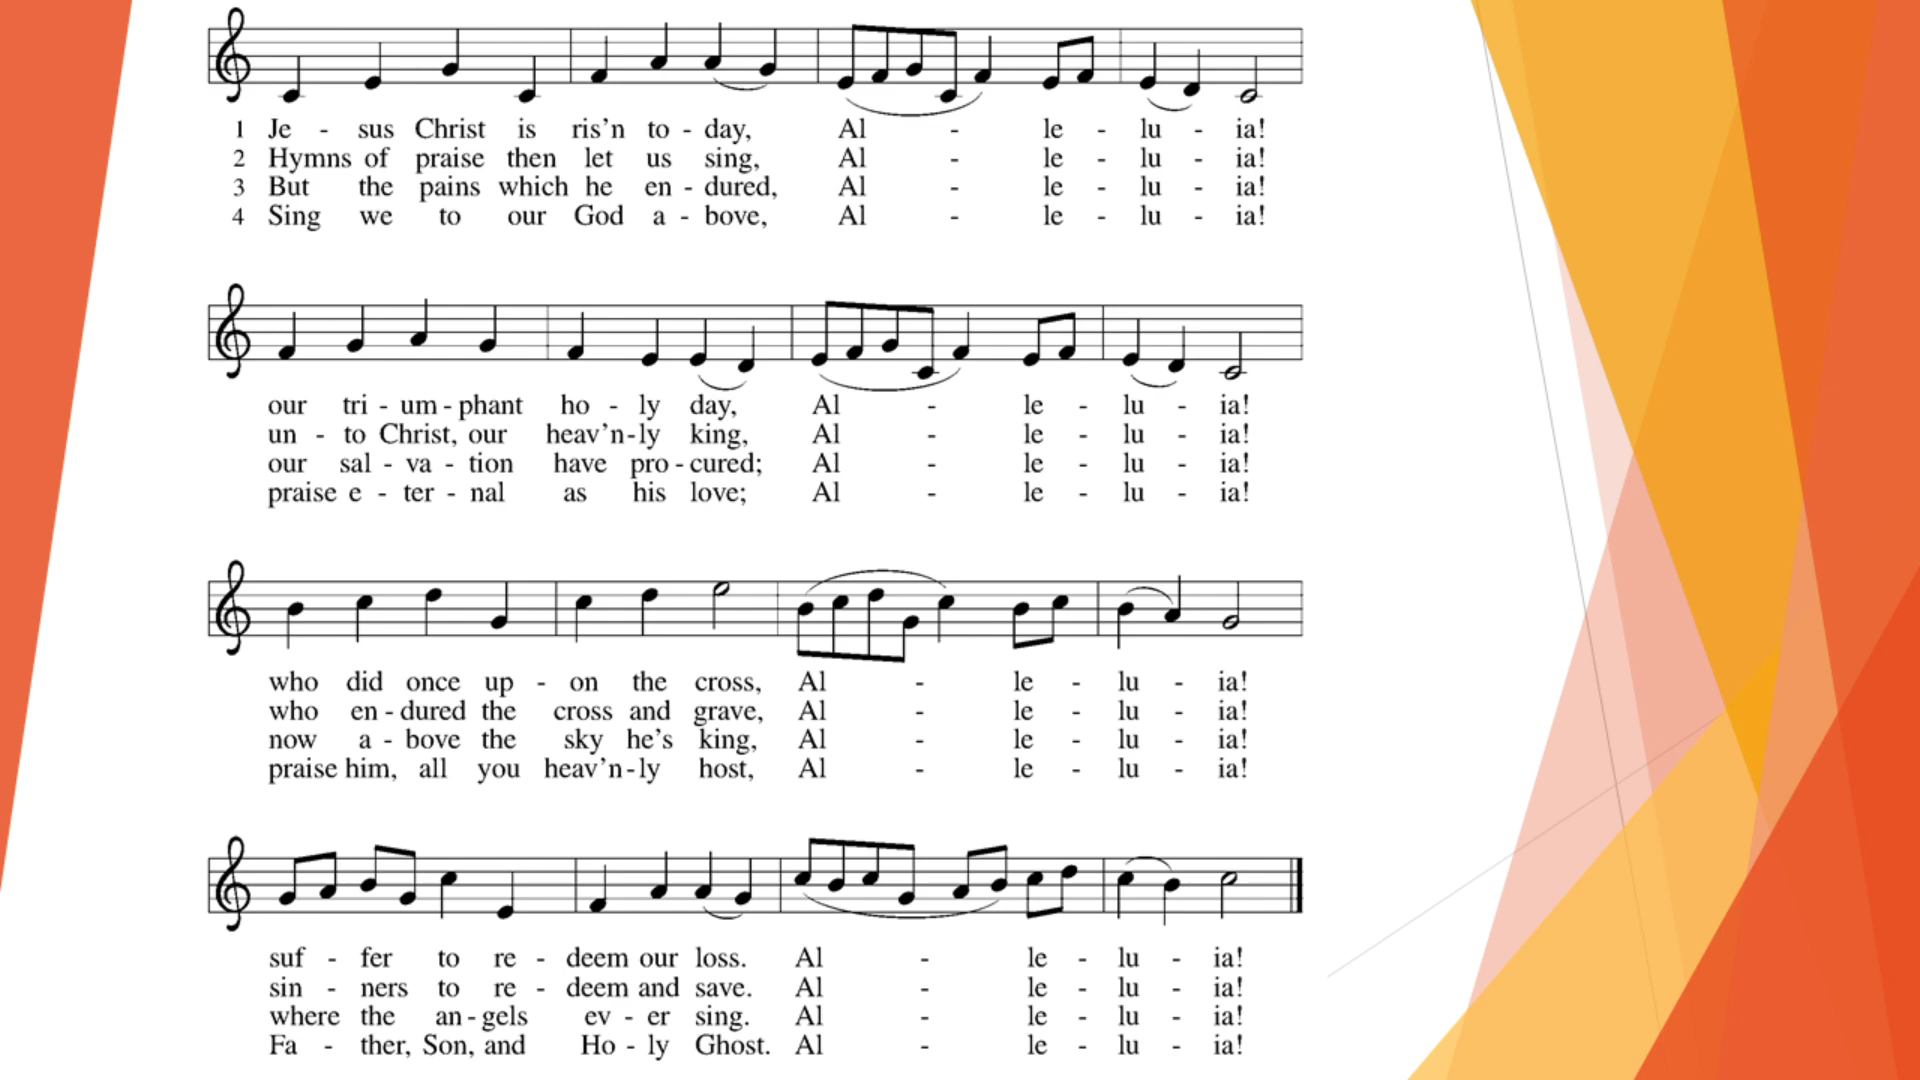 1 Je - sus Christ is ris’n to - day, Al - le - lu - ia!
2 Hymns of praise then let us sing, Al - le - lu - ia!
3 But the pains which he en - dured, Al - le - lu - ia!
4 Sing we to our God a - bove, Al - le - lu - ia!
our tri - um - phant ho - ly day, Al - le - lu - ia!
un - to Christ, our heav’n - ly king, Al - le - lu - ia!
our sal - va - tion have pro - cured; Al - le - lu - ia!
praise e - ter - nal as his love; Al - le - lu - ia!
who did once up - on the cross, Al - le - lu - ia!
who en - dured the cross and grave, Al - le - lu - ia!
now a - bove the sky he’s king, Al - le - lu - ia!
praise him, all you heav’n - ly host, Al - le - lu - ia!
suf - fer to re - deem our loss. Al - le - lu - ia!
sin - ners to re - deem and save. Al - le - lu - ia!
where the an - gels ev - er sing. Al - le - lu - ia!
Fa - ther, Son, and Ho - ly Ghost. Al - le - lu - ia!